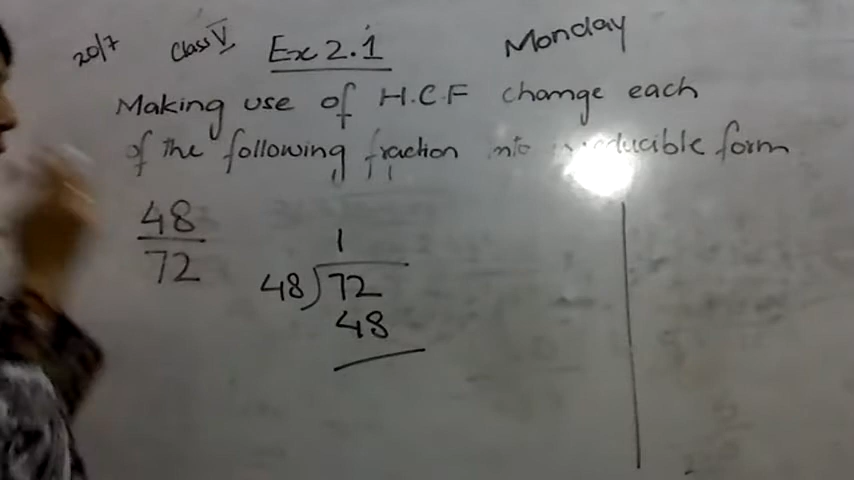 20/7 Class V Ex 2.1 Monday
Making use of H.C.F change each
of the following fraction into form
48
72
1
48)72
48